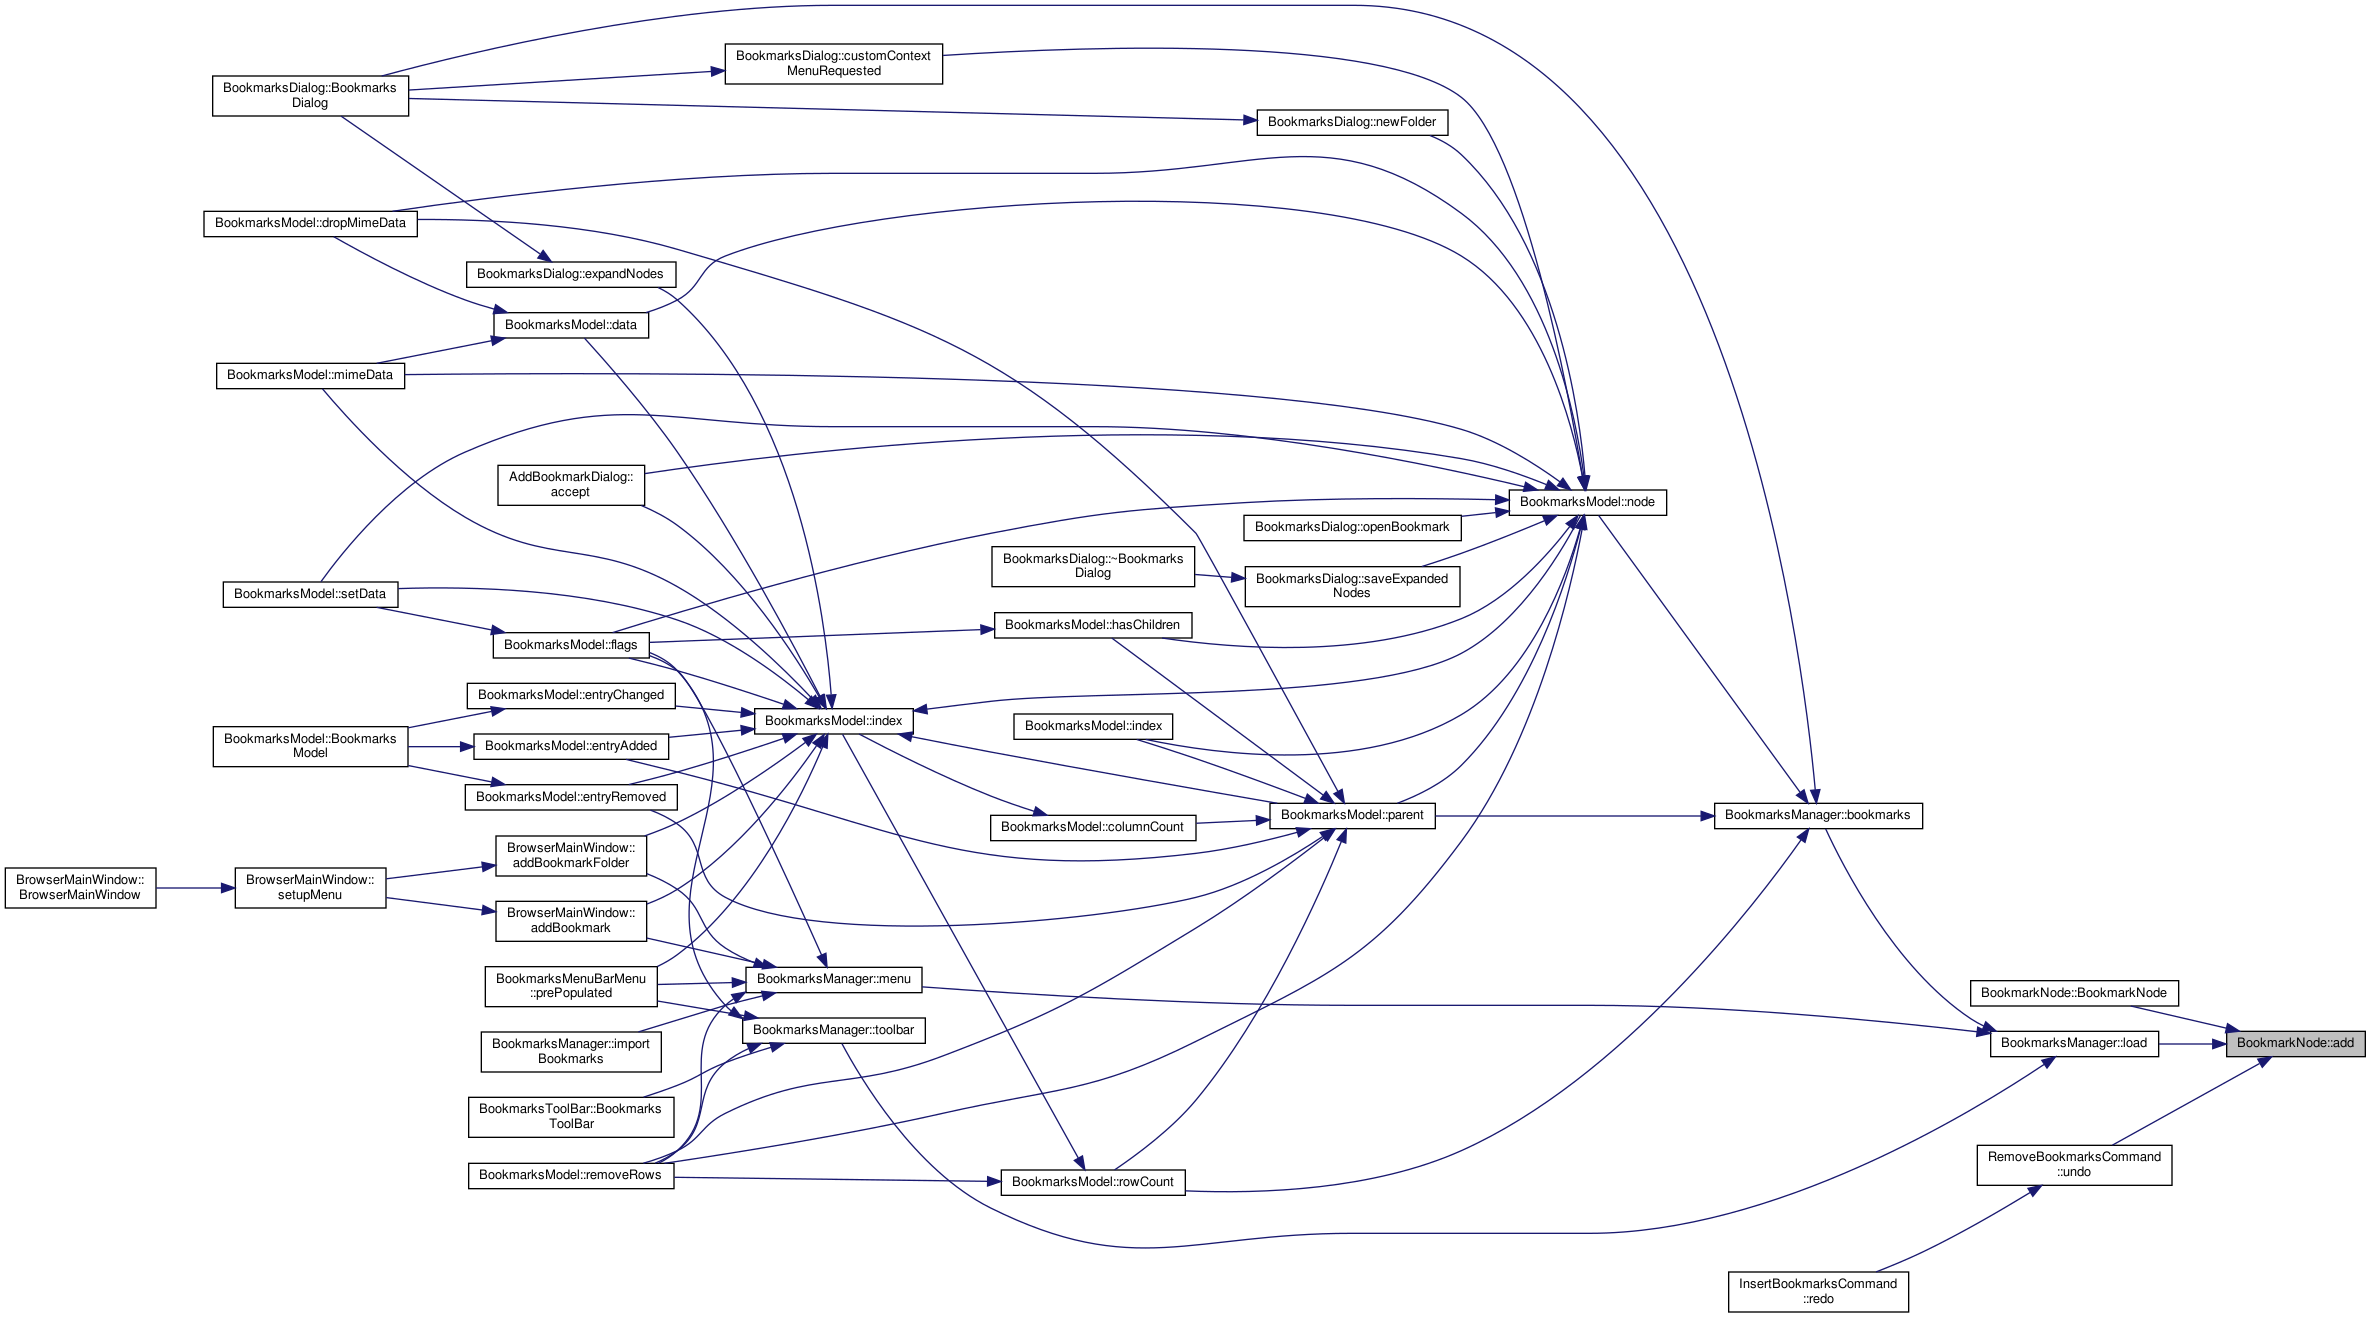 BookmarksDialog::customContext
MenuRequested
BookmarksDialog::Bookmarks
Dialog
BookmarksDialog::newFolder
BookmarksModel::dropMimeData
BookmarksDialog::expandNodes
BookmarksModel::data
BookmarksModel::mimeData
AddBookmarkDialog::
accept
BookmarksModel::node
BookmarksDialog::openBookmark
BookmarksDialog::~Bookmarks
Dialog
BookmarksDialog::saveExpanded
Nodes
BookmarksModel::setData
BookmarksModel::hasChildren
BookmarksModel::flags
BookmarksModel::entryChanged
BookmarksModel::index
BookmarksModel::index
BookmarksModel::Bookmarks
Model
BookmarksModel::entryAdded
BookmarksModel::entryRemoved
BookmarksModel::columnCount
BookmarksModel::parent
BookmarksManager::bookmarks
BrowserMainWindow::
addBookmarkFolder
BrowserMainWindow::
BrowserMainWindow
BrowserMainWindow::
setupMenu
BrowserMainWindow::
addBookmark
BookmarksMenuBarMenu
::prePopulated
BookmarksManager::menu
BookmarkNode::BookmarkNode
BookmarksManager::toolbar
BookmarksManager::import
Bookmarks
BookmarksManager::load
BookmarkNode::add
BookmarksToolBar::Bookmarks
ToolBar
BookmarksModel::removeRows
BookmarksModel::rowCount
RemoveBookmarksCommand
::undo
InsertBookmarksCommand
::redo